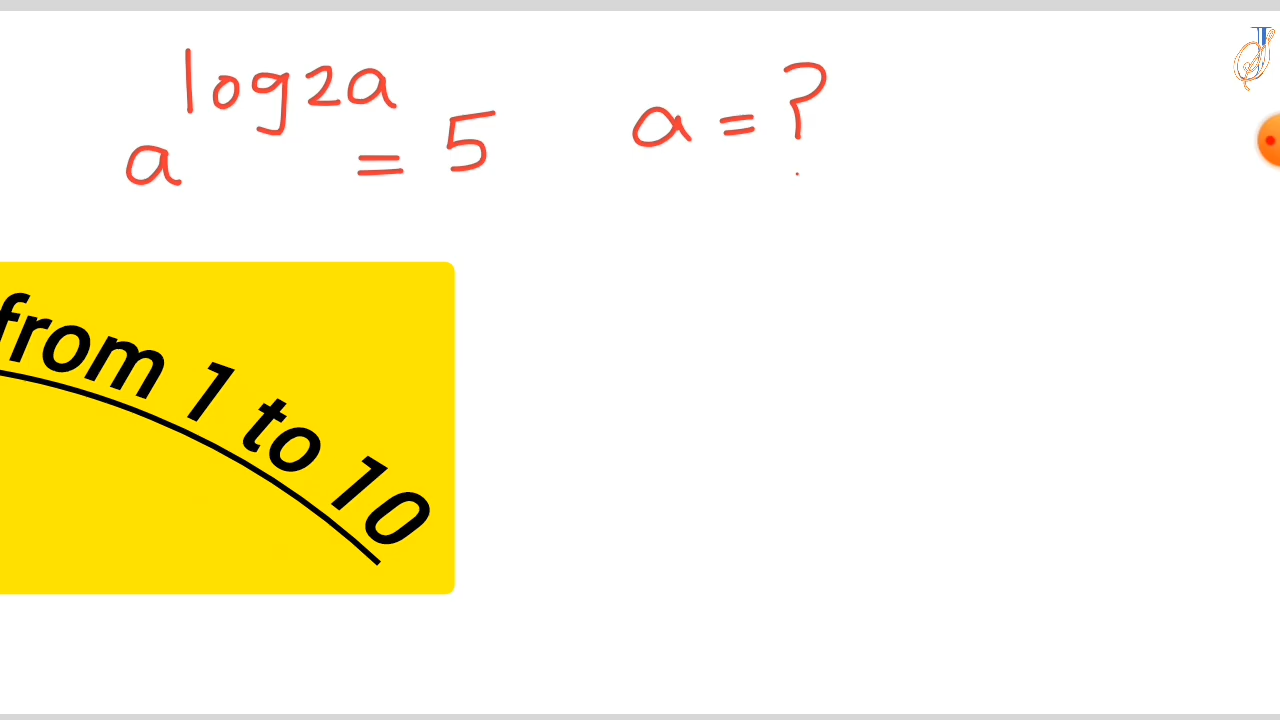 a^log2a = 5 a = ?
from 1 to 10